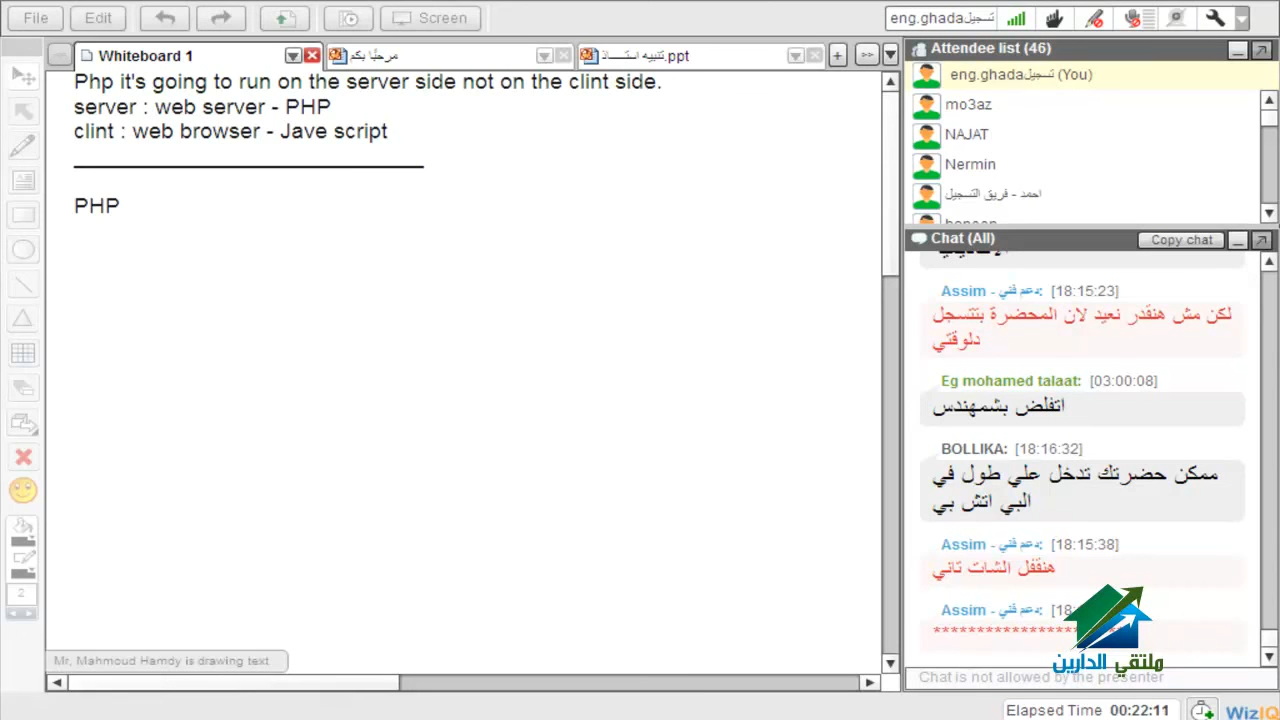 File
Edit
Screen
eng.ghadaتسجيل
Whiteboard 1
مرحبًا بكم
تنبيه استـــاذ.ppt
Php it's going to run on the server side not on the clint side.
server : web server - PHP
clint : web browser - Jave script
PHP
Mr, Mahmoud Hamdy is drawing text
2
Attendee list (46)
eng.ghadaتسجيل (You)
mo3az
NAJAT
Nermin
احمد - فريق التسجيل
Chat (All)
Copy chat
Assim - دعم فني: [18:15:23]
لكن مش هنقدر نعيد لان المحضرة بتتسجل
دلوقتي
Eg mohamed talaat: [03:00:08]
اتفلض بشمهندس
BOLLIKA: [18:16:32]
ممكن حضرتك تدخل علي طول في
البي اتش بي
Assim - دعم فني: [18:15:38]
هنقفل الشات تاني
Assim - دعم فني: [18:
**********************
ملتقي الدارين
Chat is not allowed by the presenter
Elapsed Time 00:22:11
WizIQ